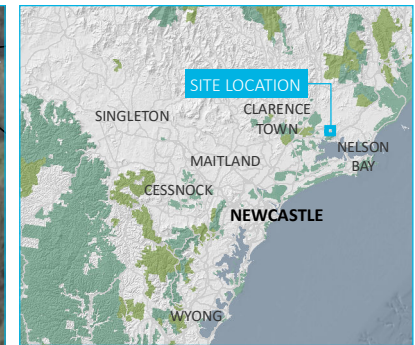 SITE LOCATION
CLARENCE
TOWN
SINGLETON
NELSON
BAY
MAITLAND
CESSNOCK
NEWCASTLE
WYONG